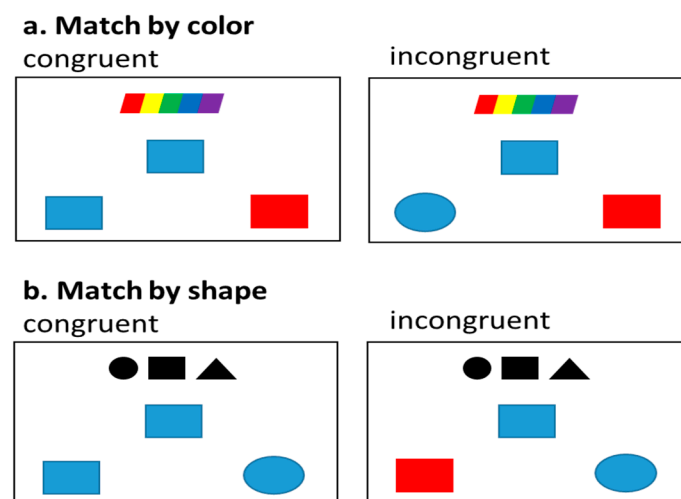 a. Match by color
congruent
incongruent
b. Match by shape
congruent
incongruent